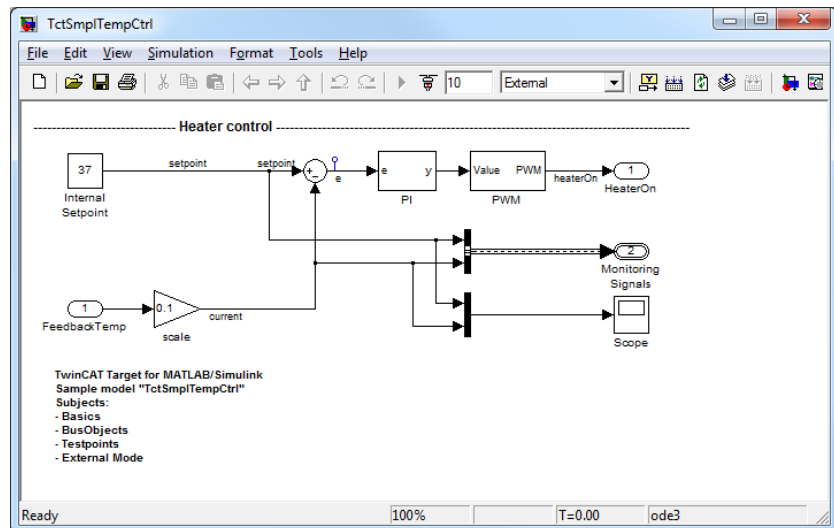 TctSmplTempCtrl
File Edit View Simulation Format Tools Help
10 External
------------------------------ Heater control ------------------------------------------------------------------------------------------
37
Internal
Setpoint
setpoint
setpoint
+
-
e
e y
PI
Value PWM
PWM
heaterOn
1
HeaterOn
2
Monitoring
Signals
1
FeedbackTemp
0.1
scale
current
Scope
TwinCAT Target for MATLAB/Simulink
Sample model "TctSmplTempCtrl"
Subjects:
- Basics
- BusObjects
- Testpoints
- External Mode
Ready 100% T=0.00 ode3